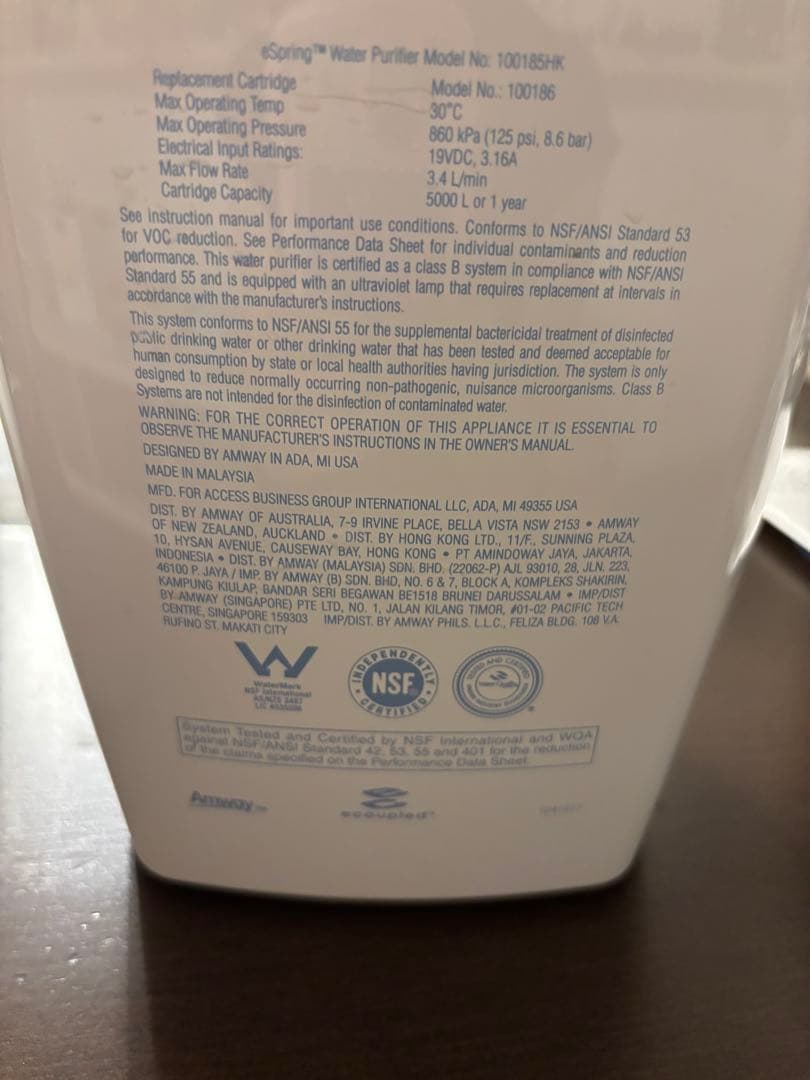 eSpring™ Water Purifier Model No: 100185HK
Replacement Cartridge Model No.: 100186
Max Operating Temp 30°C
Max Operating Pressure 860 kPa (125 psi, 8.6 bar)
Electrical Input Ratings: 19VDC, 3.16A
Max Flow Rate 3.4 L/min
Cartridge Capacity 5000 L or 1 year
See instruction manual for important use conditions. Conforms to NSF/ANSI Standard 53
for VOC reduction. See Performance Data Sheet for individual contaminants and reduction
performance. This water purifier is certified as a class B system in compliance with NSF/ANSI
Standard 55 and is equipped with an ultraviolet lamp that requires replacement at intervals in
accordance with the manufacturer's instructions.
This system conforms to NSF/ANSI 55 for the supplemental bactericidal treatment of disinfected
public drinking water or other drinking water that has been tested and deemed acceptable for
human consumption by state or local health authorities having jurisdiction. The system is only
designed to reduce normally occurring non-pathogenic, nuisance microorganisms. Class B
Systems are not intended for the disinfection of contaminated water.
WARNING: FOR THE CORRECT OPERATION OF THIS APPLIANCE IT IS ESSENTIAL TO
OBSERVE THE MANUFACTURER'S INSTRUCTIONS IN THE OWNER'S MANUAL.
DESIGNED BY AMWAY IN ADA, MI USA
MADE IN MALAYSIA
MFD. FOR ACCESS BUSINESS GROUP INTERNATIONAL LLC, ADA, MI 49355 USA
DIST. BY AMWAY OF AUSTRALIA, 7-9 IRVINE PLACE, BELLA VISTA NSW 2153 • AMWAY
OF NEW ZEALAND, AUCKLAND • DIST. BY HONG KONG LTD., 11/F., SUNNING PLAZA,
10, HYSAN AVENUE, CAUSEWAY BAY, HONG KONG • PT AMINDOWAY JAYA, JAKARTA,
INDONESIA • DIST. BY AMWAY (MALAYSIA) SDN. BHD. (22062-P) AJL 93010, 28, JLN. 223,
46100 P. JAYA / IMP. BY AMWAY (B) SDN. BHD, NO. 6 & 7, BLOCK A, KOMPLEKS SHAKIRIN,
KAMPUNG KIULAP, BANDAR SERI BEGAWAN BE1518 BRUNEI DARUSSALAM • IMP/DIST
BY AMWAY (SINGAPORE) PTE LTD, NO. 1, JALAN KILANG TIMOR, #01-02 PACIFIC TECH
CENTRE, SINGAPORE 159303 IMP/DIST. BY AMWAY PHILS. L.L.C., FELIZA BLDG. 108 V.A.
RUFINO ST. MAKATI CITY
WaterMark
NSF International
AS/NZS 3497
INDEPENDENTLY
NSF
CERTIFIED
TESTED AND CERTIFIED
System Tested and Certified by NSF International and WQA
against NSF/ANSI Standard 42, 53, 55 and 401 for the reduction
of the claims specified on the Performance Data Sheet.
Amway™
ecoupled™